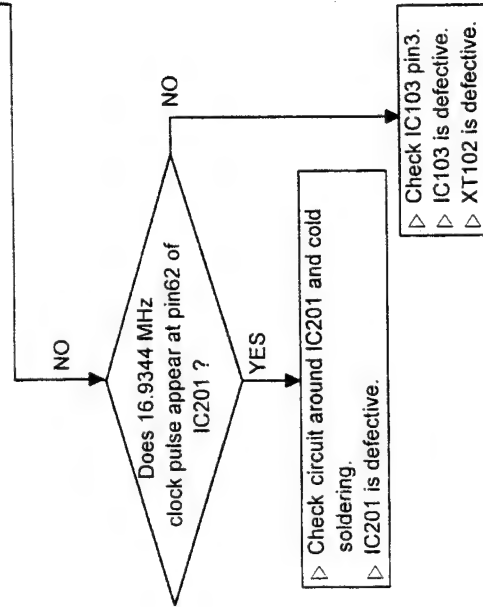 NO
Does 16.9344 MHz
clock pulse appear at pin62 of
IC201 ?
NO
YES
▷ Check circuit around IC201 and cold
soldering.
▷ IC201 is defective.
▷ Check IC103 pin3.
▷ IC103 is defective.
▷ XT102 is defective.